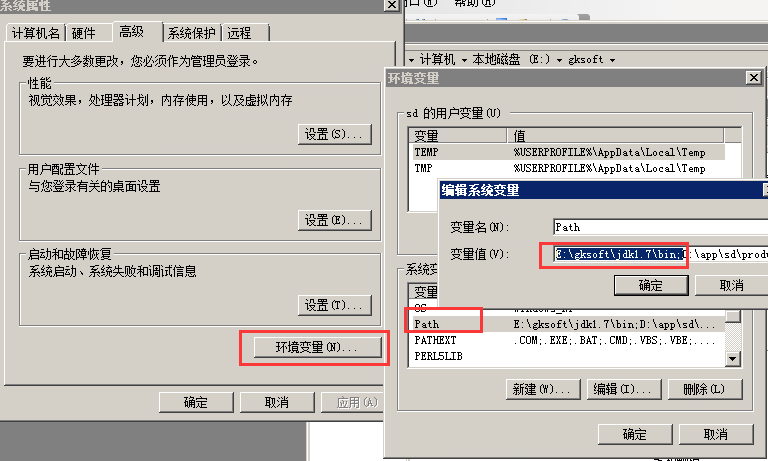 系统属性
计算机名 硬件 高级 系统保护 远程
要进行大多数更改，您必须作为管理员登录。
性能
视觉效果，处理器计划，内存使用，以及虚拟内存
设置(S)...
用户配置文件
与您登录有关的桌面设置
设置(E)...
启动和故障恢复
系统启动、系统失败和调试信息
设置(T)...
环境变量(N)...
确定 取消 应用(A)
帮助(H)
计算机 本地磁盘 (E:) gksoft
环境变量
sd 的用户变量(U)
变量 值
TEMP %USERPROFILE%\AppData\Local\Temp
TMP %USERPROFILE%\AppData\Local\Temp
编辑系统变量
变量名(N): Path
变量值(V): E:\gksoft\jdk1.7\bin;D:\app\sd\produ
确定 取消
系统变
变量
OS Windows_NT
Path E:\gksoft\jdk1.7\bin;D:\app\sd\...
PATHEXT .COM;.EXE;.BAT;.CMD;.VBS;.VBE;....
PERL5LIB
新建(W)... 编辑(I)... 删除(L)
确定 取消